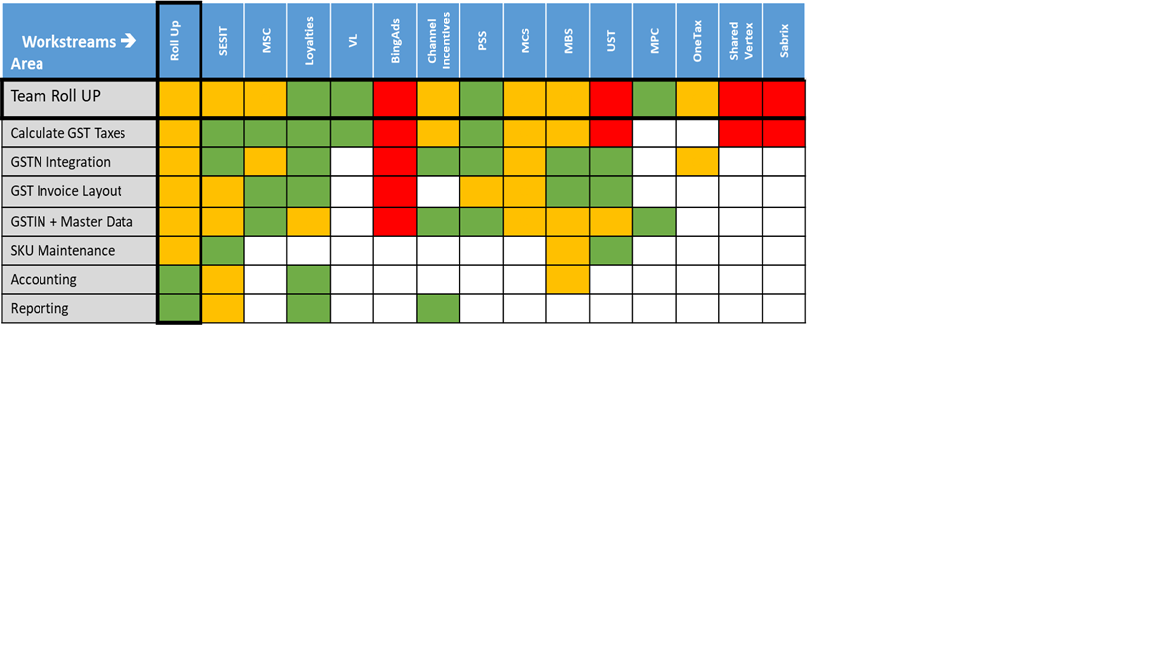 Workstreams →
Area
Roll Up
SESIT
MSC
Loyalties
VL
BingAds
Channel
Incentives
PSS
MCS
MBS
UST
MPC
OneTax
Shared
Vertex
Sabrix
Team Roll UP
Calculate GST Taxes
GSTN Integration
GST Invoice Layout
GSTIN + Master Data
SKU Maintenance
Accounting
Reporting